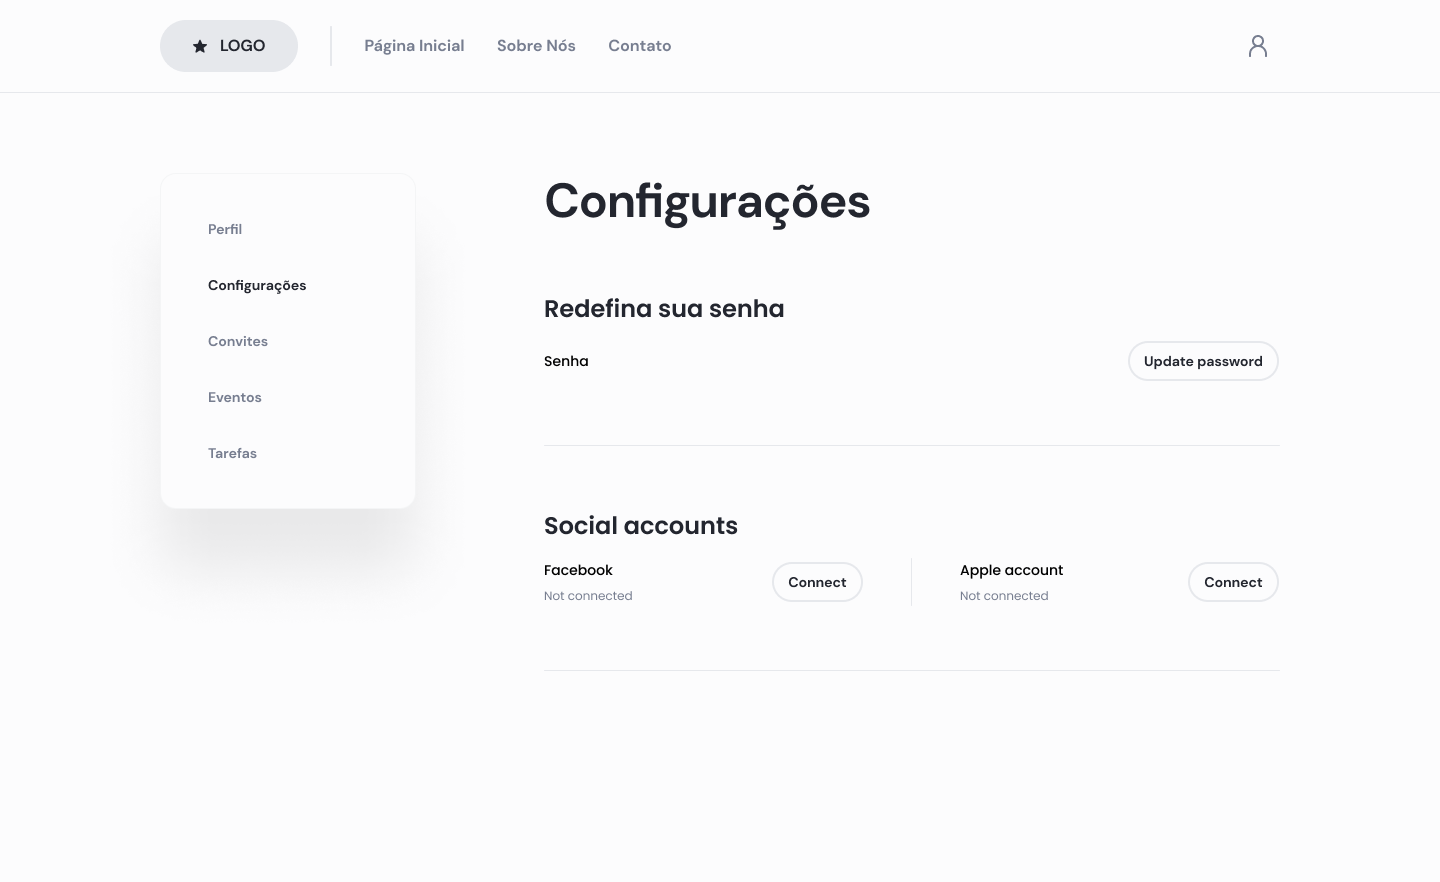 LOGO
Página Inicial
Sobre Nós
Contato
Perfil
Configurações
Convites
Eventos
Tarefas
Configurações
Redefina sua senha
Senha
Update password
Social accounts
Facebook
Not connected
Connect
Apple account
Not connected
Connect